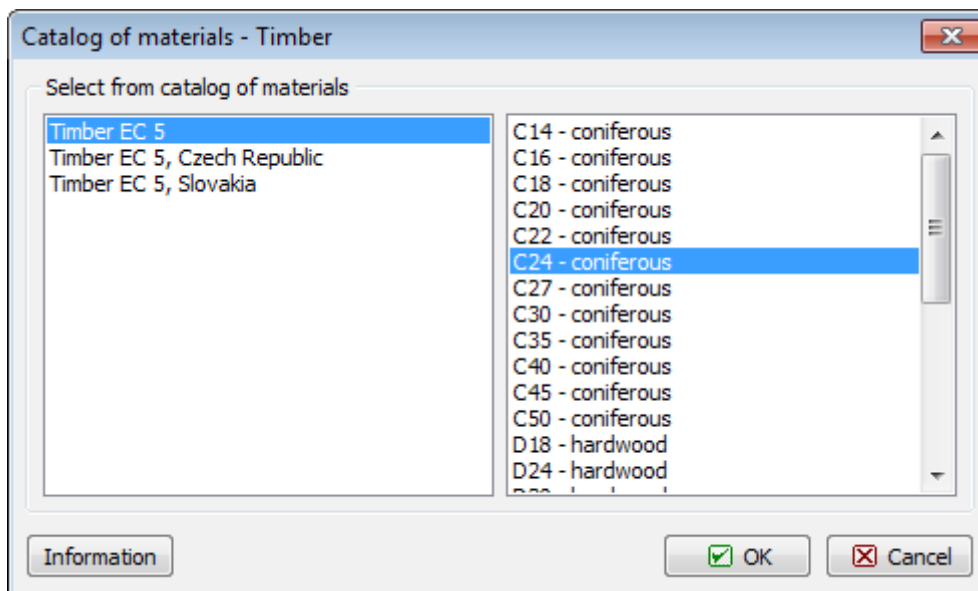 Catalog of materials - Timber
Select from catalog of materials
Timber EC 5
Timber EC 5, Czech Republic
Timber EC 5, Slovakia
C14 - coniferous
C16 - coniferous
C18 - coniferous
C20 - coniferous
C22 - coniferous
C24 - coniferous
C27 - coniferous
C30 - coniferous
C35 - coniferous
C40 - coniferous
C45 - coniferous
C50 - coniferous
D18 - hardwood
D24 - hardwood
Information
OK
Cancel